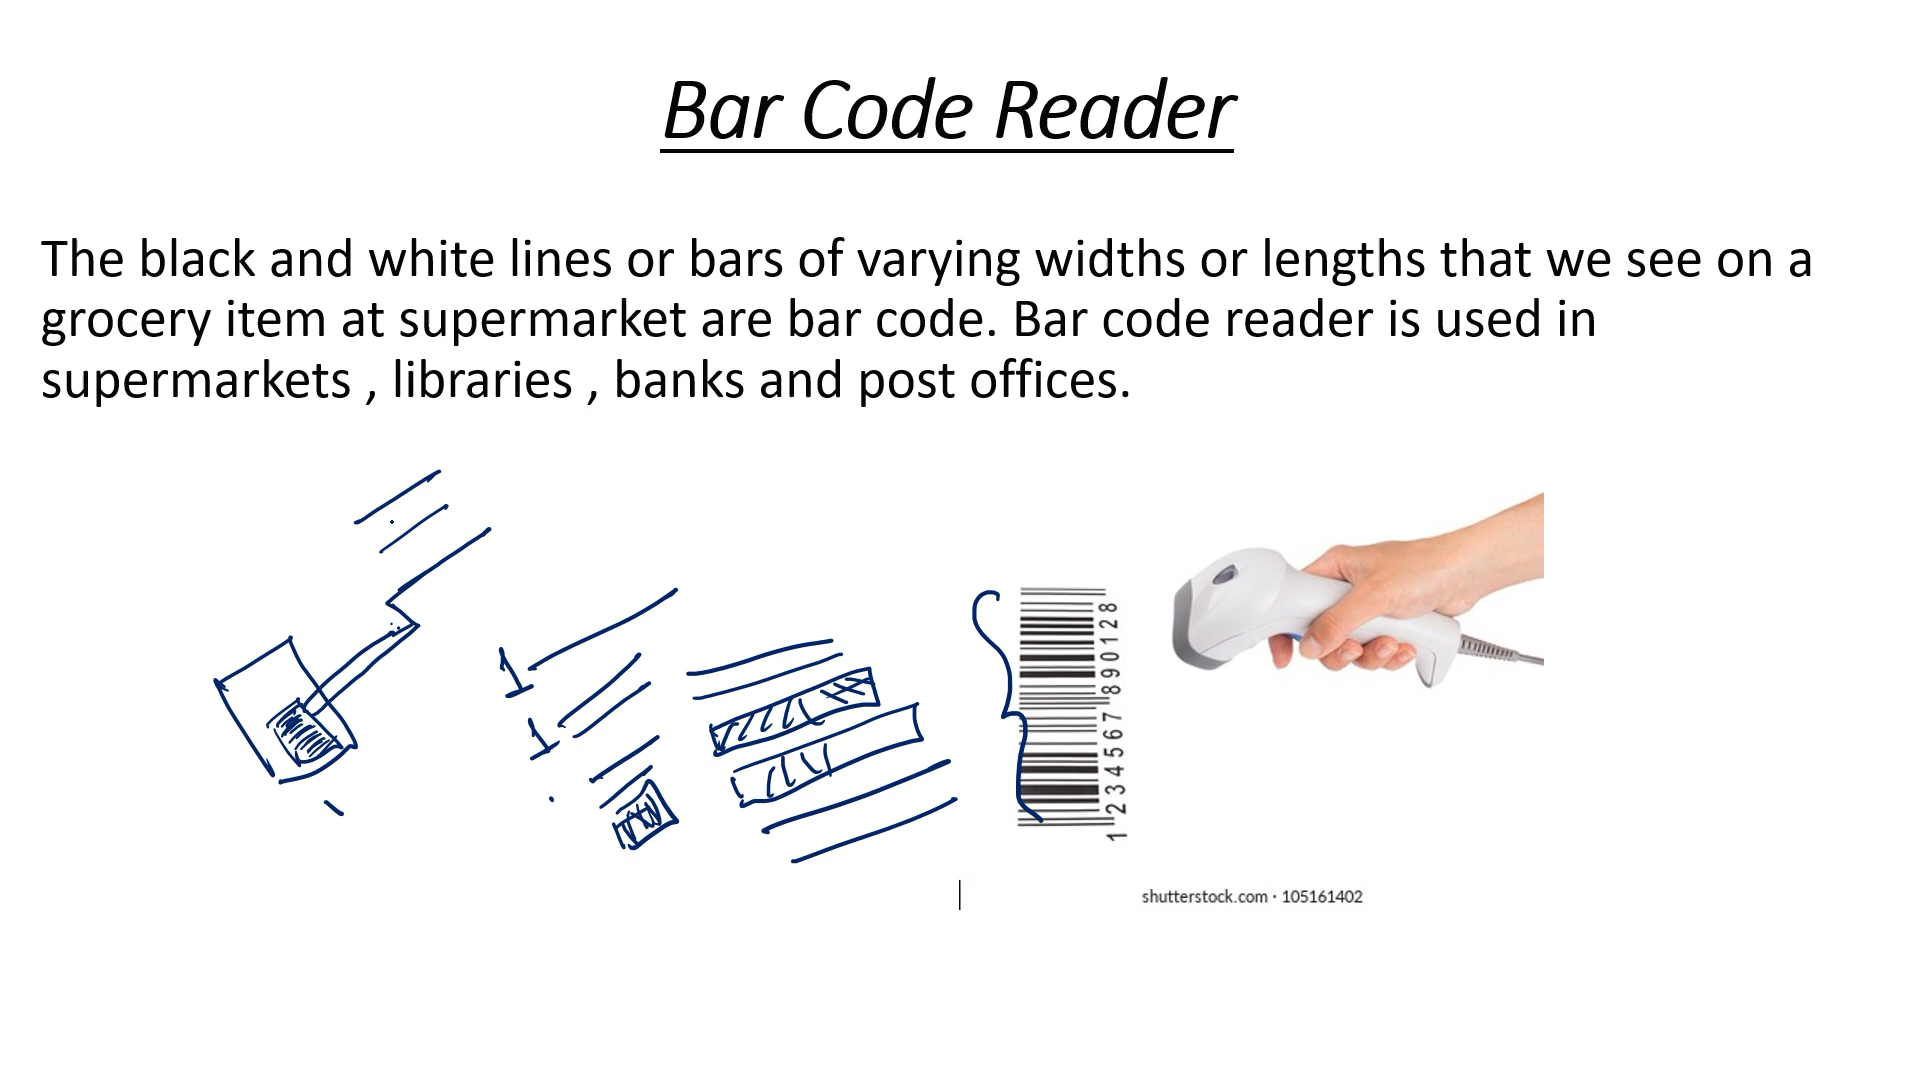 Bar Code Reader
The black and white lines or bars of varying widths or lengths that we see on a
grocery item at supermarket are bar code. Bar code reader is used in
supermarkets , libraries , banks and post offices.
1
1
1 234567 890128
shutterstock.com · 105161402